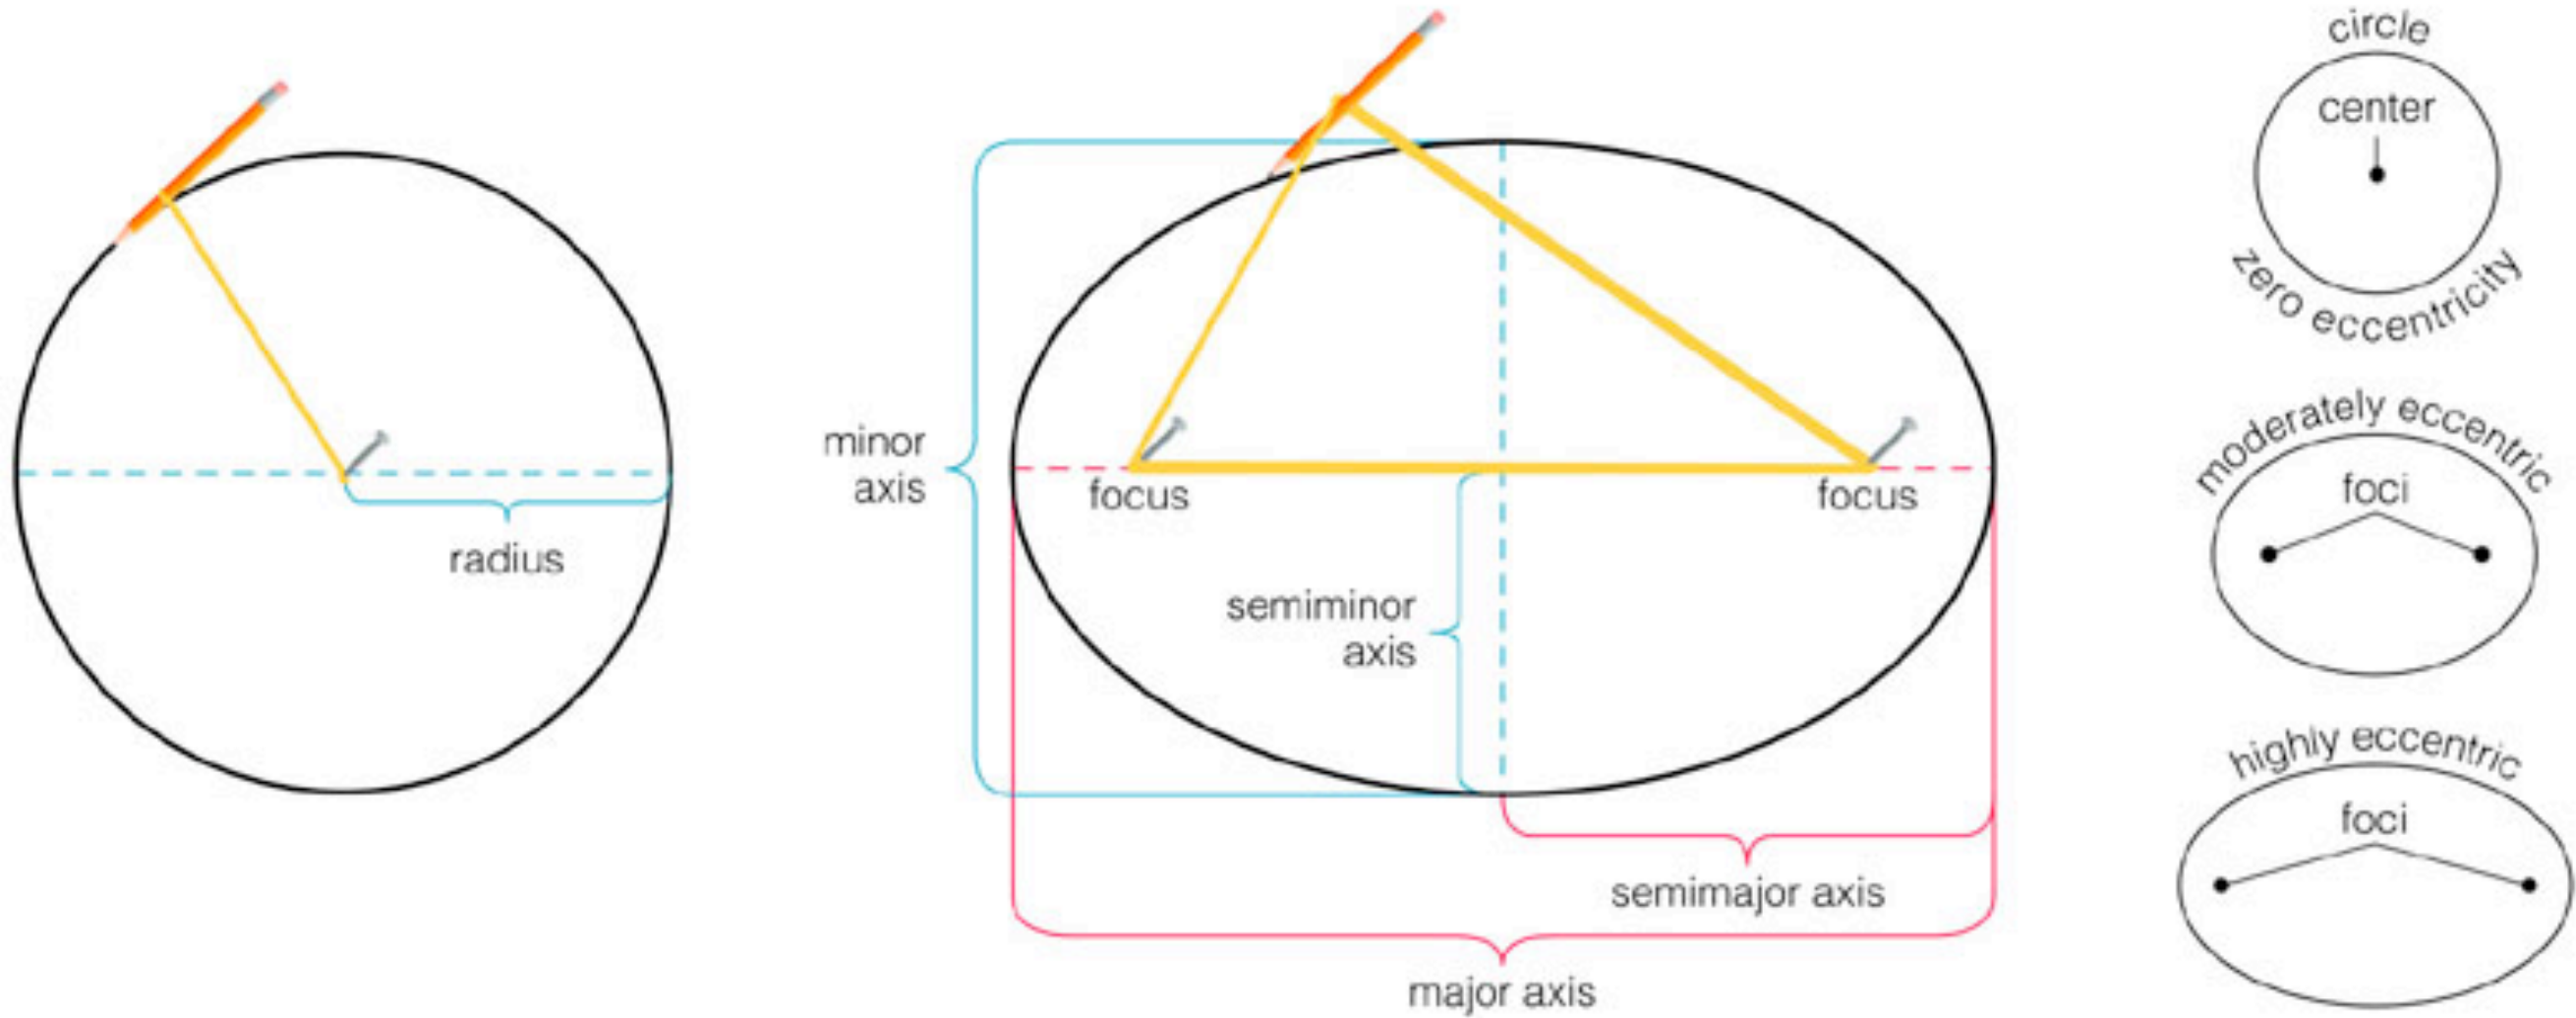 radius
minor
axis
focus
focus
semiminor
axis
semimajor axis
major axis
circle
center
zero eccentricity
moderately eccentric
foci
highly eccentric
foci